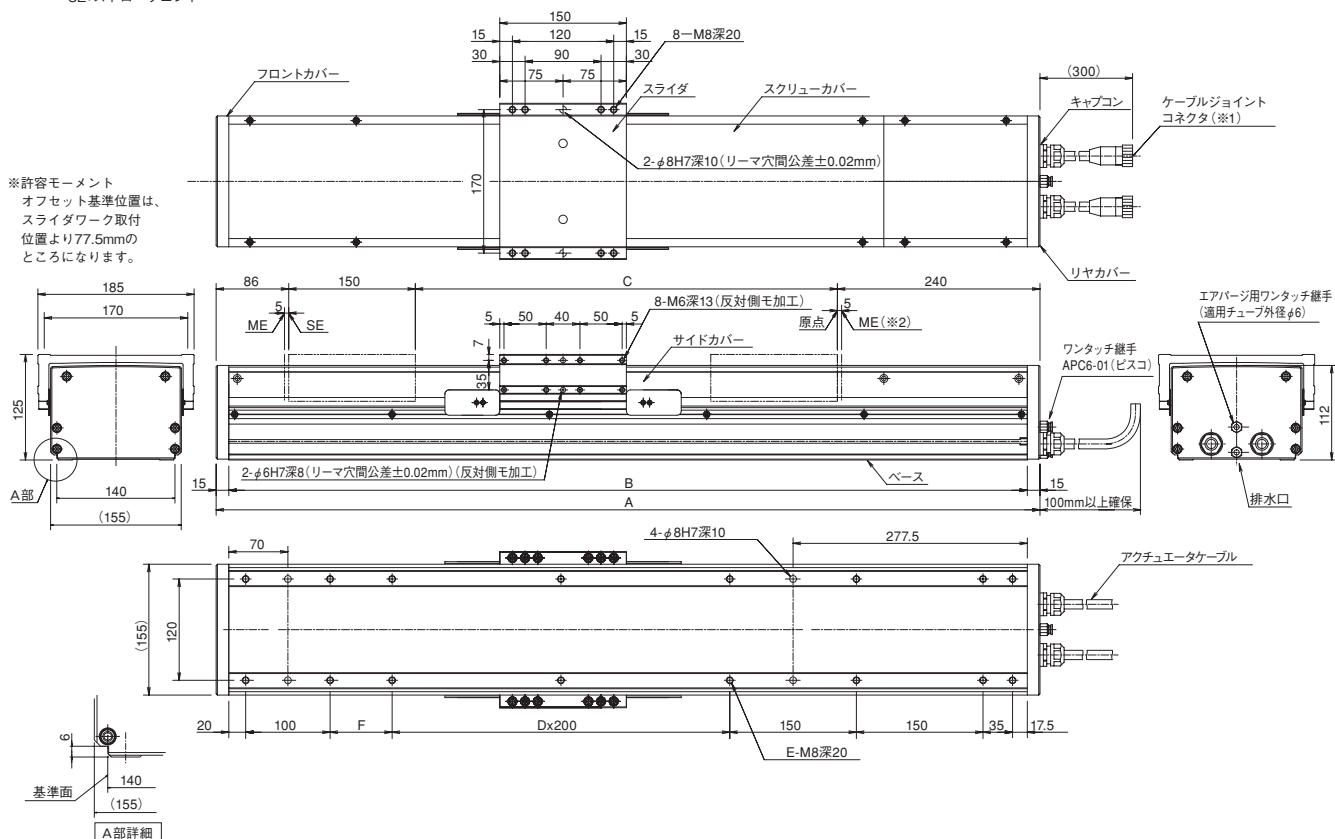 150
15 120 15
30 90 30
75 75
8-M8深20
フロントカバー
スライダ
スクリューカバー
(300)
キャプコン
ケーブルジョイント
コネクタ(※1)
2-φ8H7深10(リーマ穴間公差±0.02mm)
170
※許容モーメント
オフセット基準位置は、
スライダワーク取付
位置より77.5mmの
ところになります。
リヤカバー
86 150 C 240
185
170
5
ME SE
8-M6深13(反対側モ加工)
5 50 40 50 5
7
35
サイドカバー
5
原点 ME(※2)
エアパージ用ワンタッチ継手
(適用チューブ外径φ6)
ワンタッチ継手
APC6-01(ピスコ)
125
112
2-φ6H7深8(リーマ穴間公差±0.02mm)(反対側モ加工)
ベース
A部
140
(155)
15 B 15
A
100mm以上確保
排水口
70
4-φ8H7深10
277.5
アクチュエータケーブル
(155)
120
20 100 F Dx200 150 150 35 17.5
E-M8深20
6
基準面
140
(155)
A部詳細